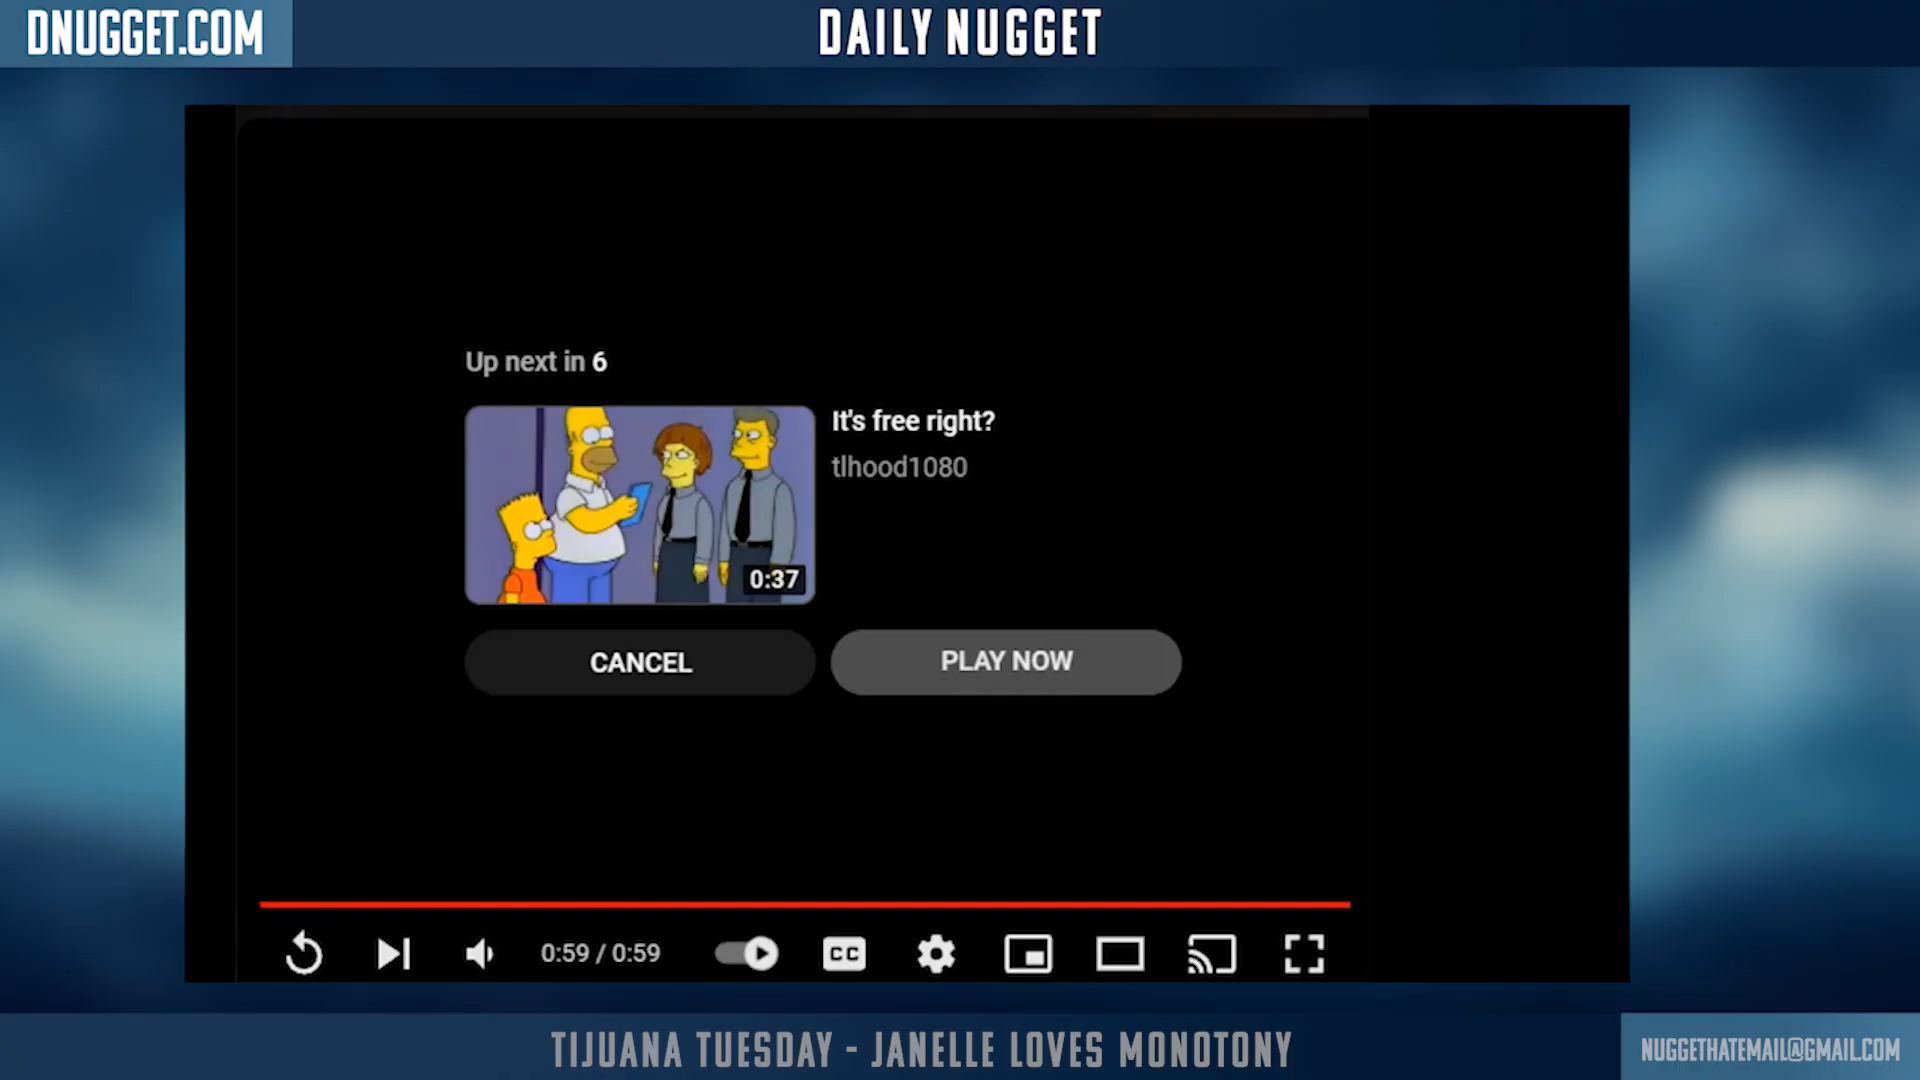 DNUGGET.COM
DAILY NUGGET
Up next in 6
It's free right?
tlhood1080
0:37
CANCEL
PLAY NOW
0:59 / 0:59
CC
TIJUANA TUESDAY - JANELLE LOVES MONOTONY
NUGGETHATEMAIL@GMAIL.COM